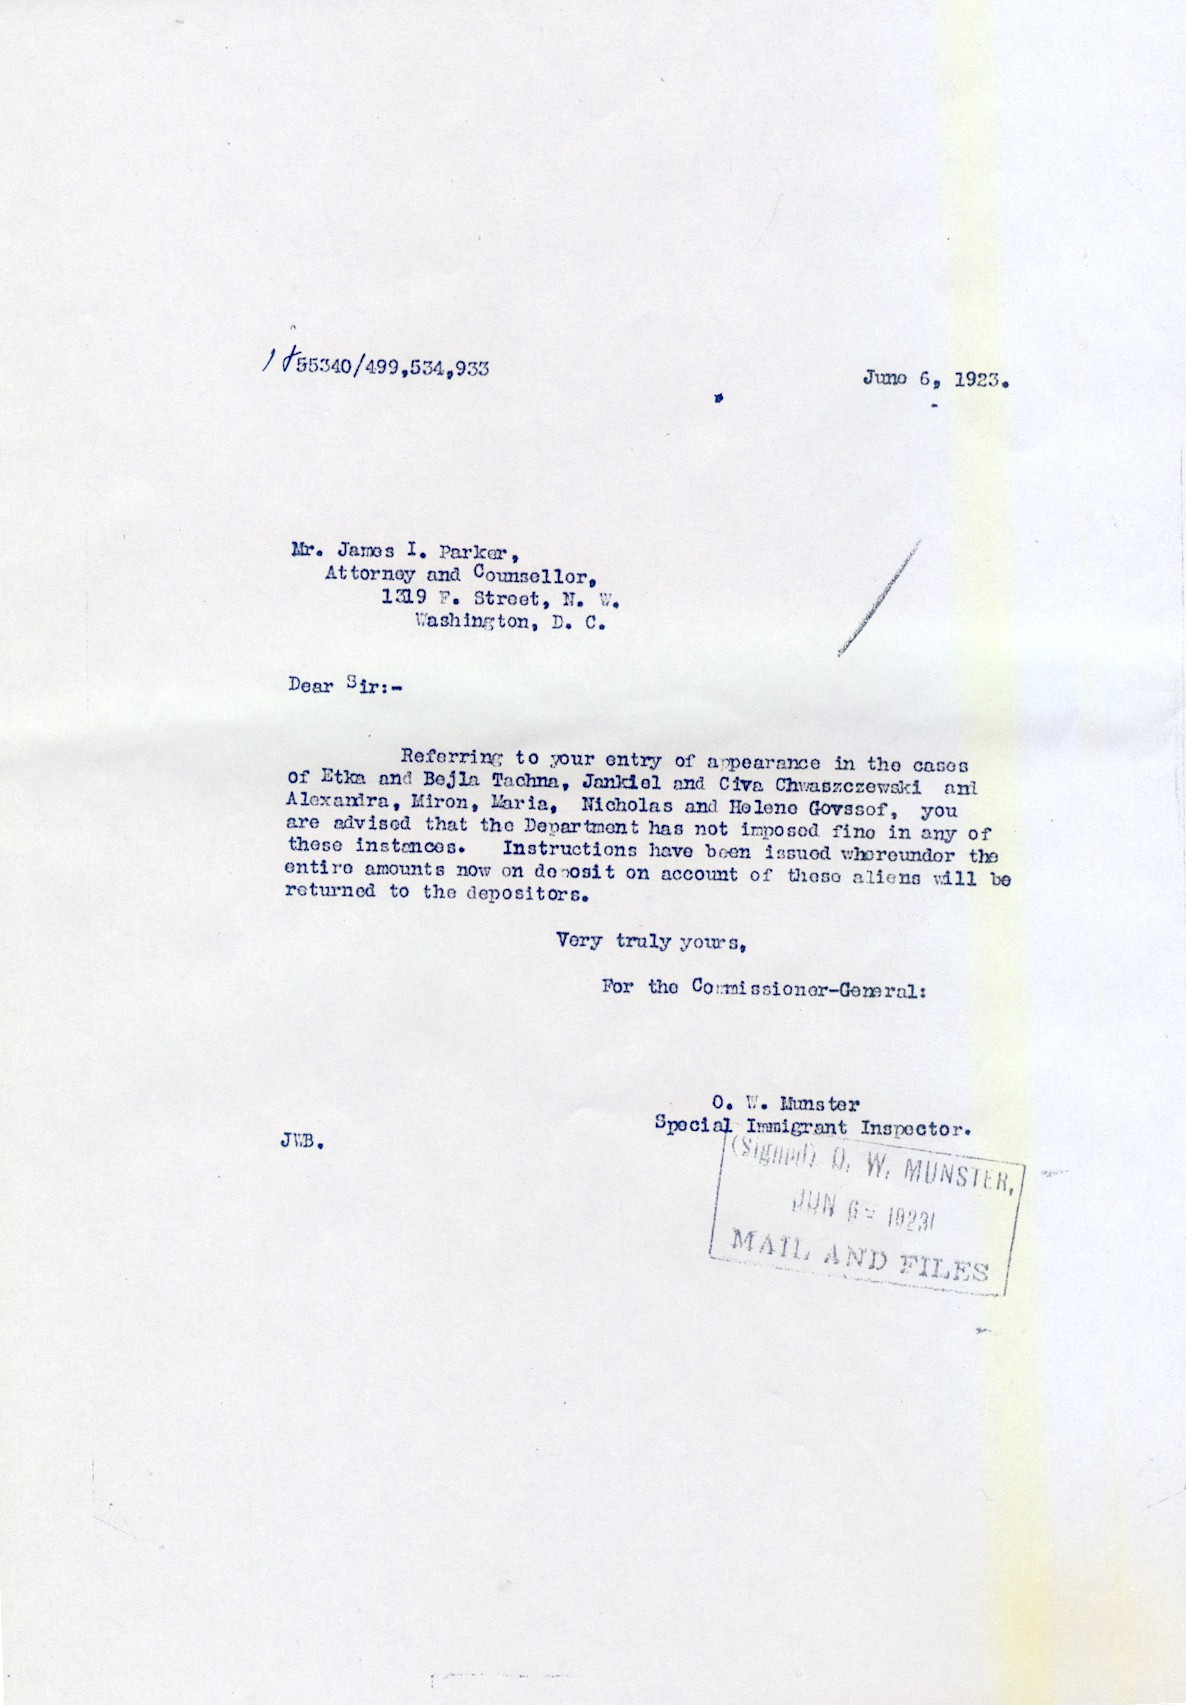 55340/499,534,933
June 6, 1923.
Mr. James I. Parker,
Attorney and Counsellor,
1319 F. Street, N. W.
Washington, D. C.
Dear Sir:-
Referring to your entry of appearance in the cases
of Etka and Bejla Tachna, Jankiel and Civa Chwaszczewski and
Alexandra, Miron, Maria, Nicholas and Helene Govssof, you
are advised that the Department has not imposed fine in any of
these instances. Instructions have been issued whereunder the
entire amounts now on deposit on account of these aliens will be
returned to the depositors.
Very truly yours,
For the Commissioner-General:
O. W. Munster
Special Immigrant Inspector.
JWB.
(Signed) O. W. MUNSTER,
JUN 6- 1923
MAIL AND FILES